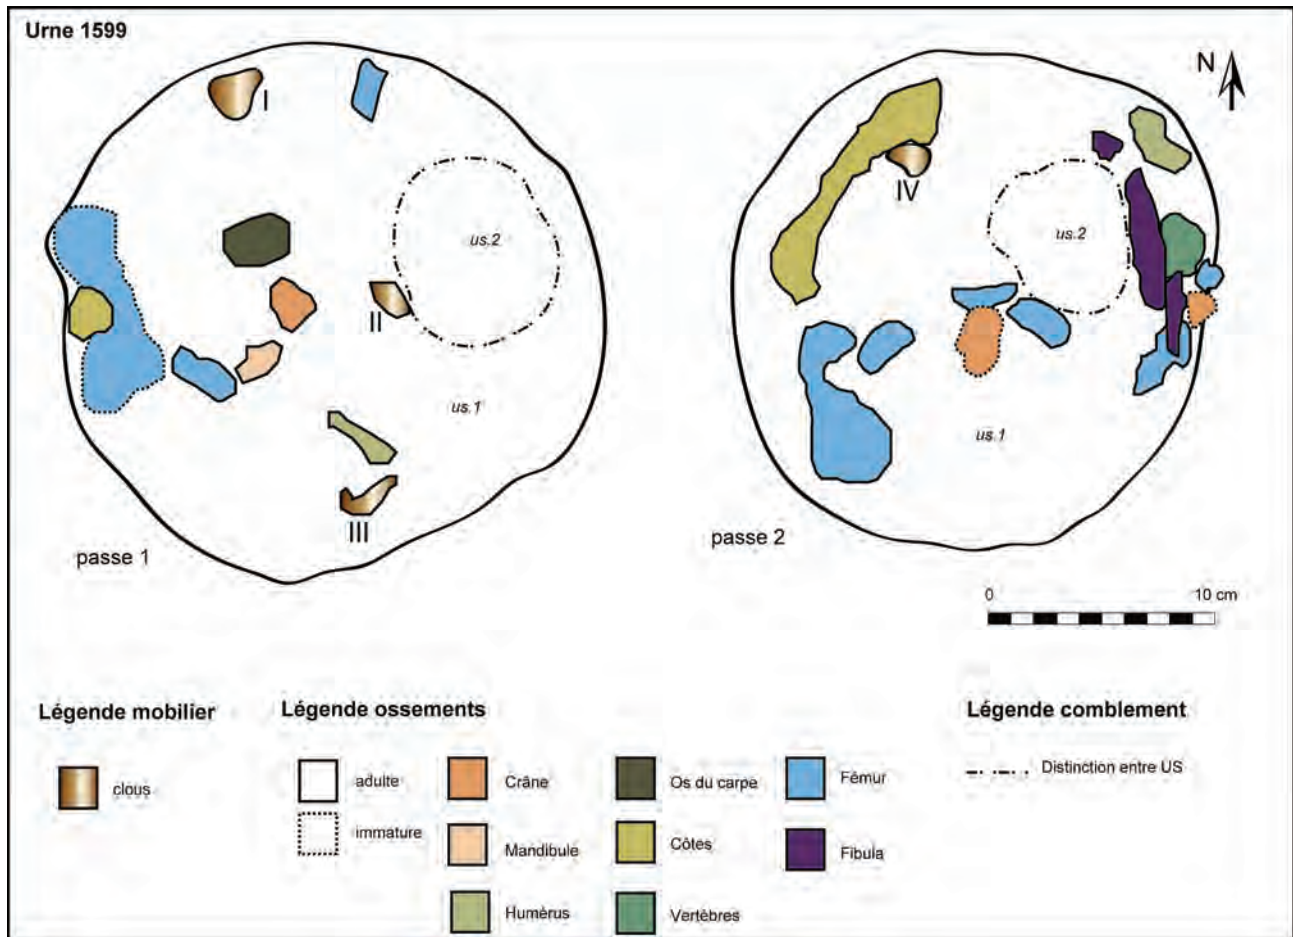 Urne 1599
N
I
IV
us.2
us.2
II
us.1
us.1
III
passe 1
passe 2
0 10 cm
Légende mobilier
clous
Légende ossements
adulte
immature
Crâne
Mandibule
Humèrus
Os du carpe
Côtes
Vertèbres
Fémur
Fibula
Légende comblement
Distinction entre US